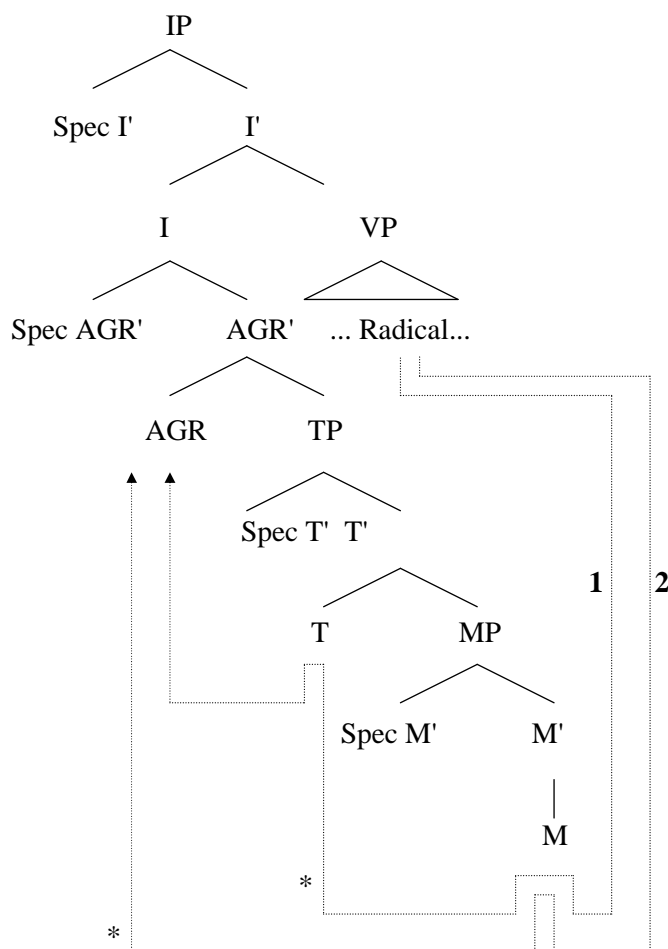 IP
Spec I' I'
I VP
Spec AGR' AGR' ... Radical...
AGR TP
Spec T' T'
1 2
T MP
Spec M' M'
M
*
*